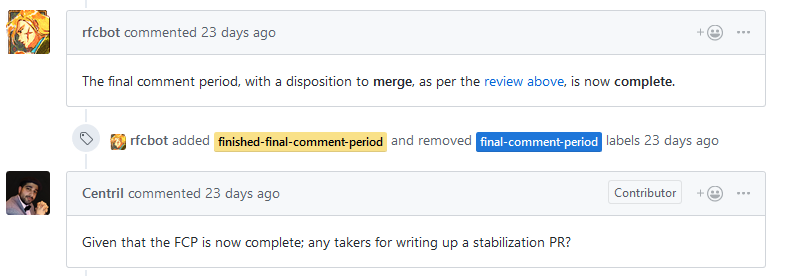 rfcbot commented 23 days ago
The final comment period, with a disposition to merge, as per the review above, is now complete.
rfcbot added finished-final-comment-period and removed final-comment-period labels 23 days ago
Centril commented 23 days ago Contributor
Given that the FCP is now complete; any takers for writing up a stabilization PR?